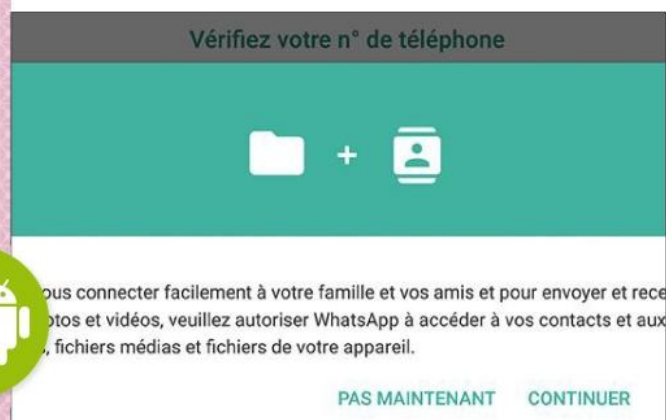 Vérifiez votre n° de téléphone
+
ous connecter facilement à votre famille et vos amis et pour envoyer et rece
otos et vidéos, veuillez autoriser WhatsApp à accéder à vos contacts et aux
, fichiers médias et fichiers de votre appareil.
PAS MAINTENANT CONTINUER